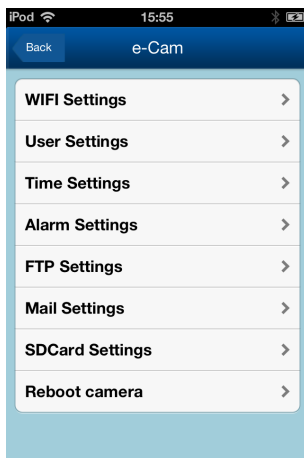 iPod 15:55
Back e-Cam
WIFI Settings
User Settings
Time Settings
Alarm Settings
FTP Settings
Mail Settings
SDCard Settings
Reboot camera